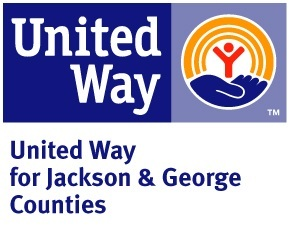 United
Way
TM
United Way
for Jackson & George
Counties